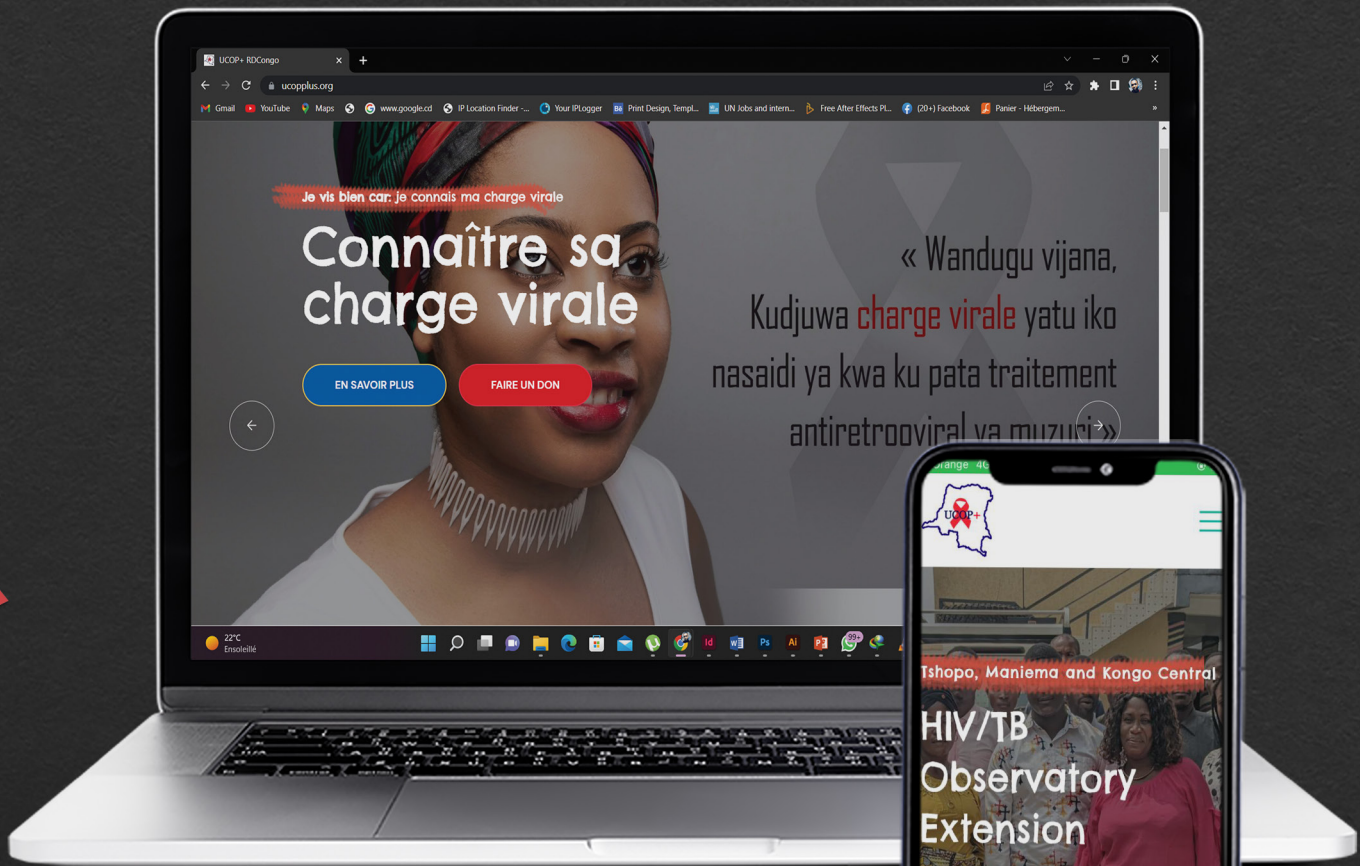 UCOP+ RDCongo
ucopplus.org
Gmail YouTube Maps www.google.cd IP Location Finder -... Your IPLogger Print Design, Templ... UN Jobs and intern... Free After Effects Pl... (20+) Facebook Panier - Hébergem... »
Je vis bien car: je connais ma charge virale
Connaître sa
charge virale
EN SAVOIR PLUS
FAIRE UN DON
« Wandugu vijana,
Kudjuwa charge virale yatu iko
nasaidi ya kwa ku pata traitement
antiretrooviral ya muzuri »
22°C
Ensoleillé
99+
Orange 4G
UCOP+
Tshopo, Maniema and Kongo Central
HIV/TB
Observatory
Extension